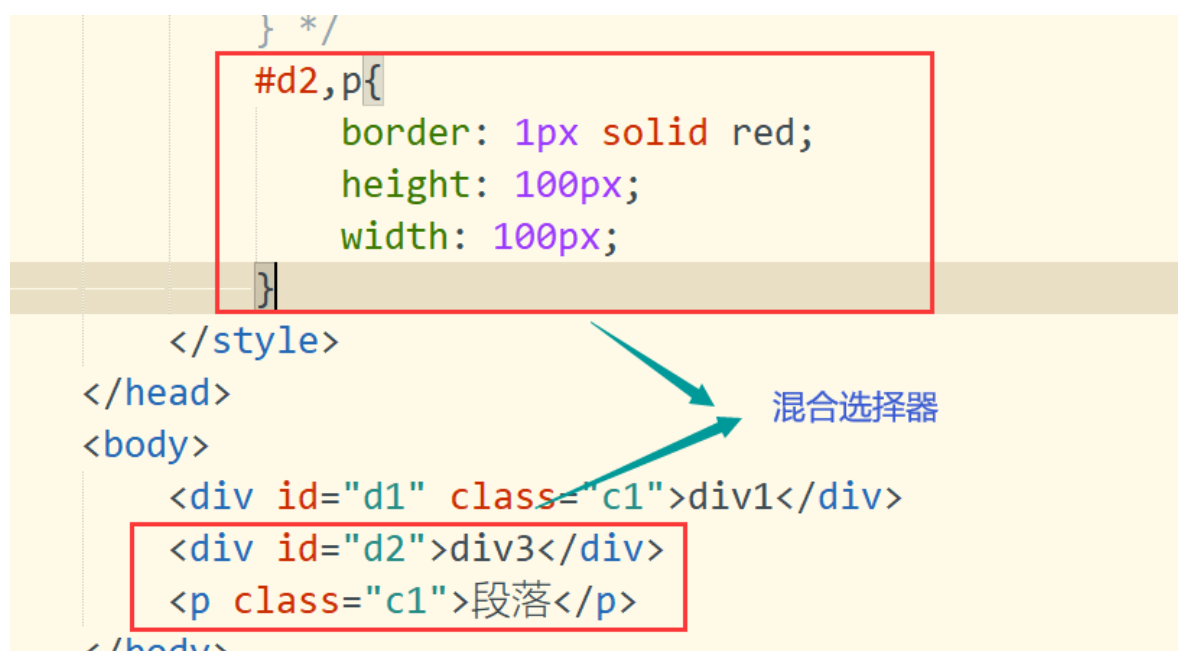 } */
#d2,p{
border: 1px solid red;
height: 100px;
width: 100px;
}
</style>
</head>
混合选择器
<body>
<div id="d1" class="c1">div1</div>
<div id="d2">div3</div>
<p class="c1">段落</p>
</body>